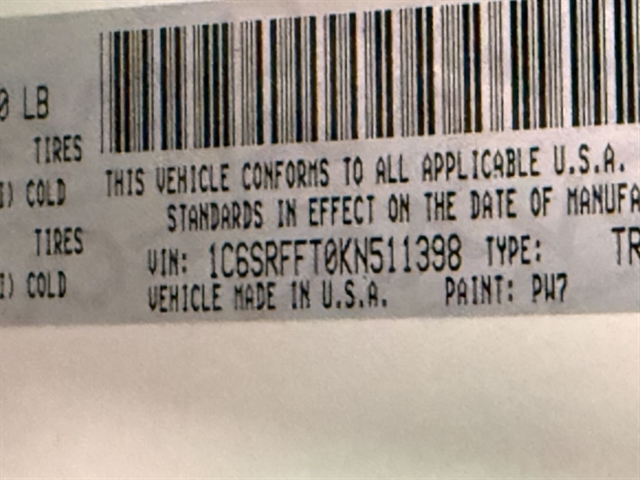 0 LB
TIRES
I) COLD
TIRES
I) COLD
THIS VEHICLE CONFORMS TO ALL APPLICABLE U.S.A.
STANDARDS IN EFFECT ON THE DATE OF MANUFA
VIN: 1C6SRFFT0KN511398 TYPE: TR
VEHICLE MADE IN U.S.A. PAINT: PW7